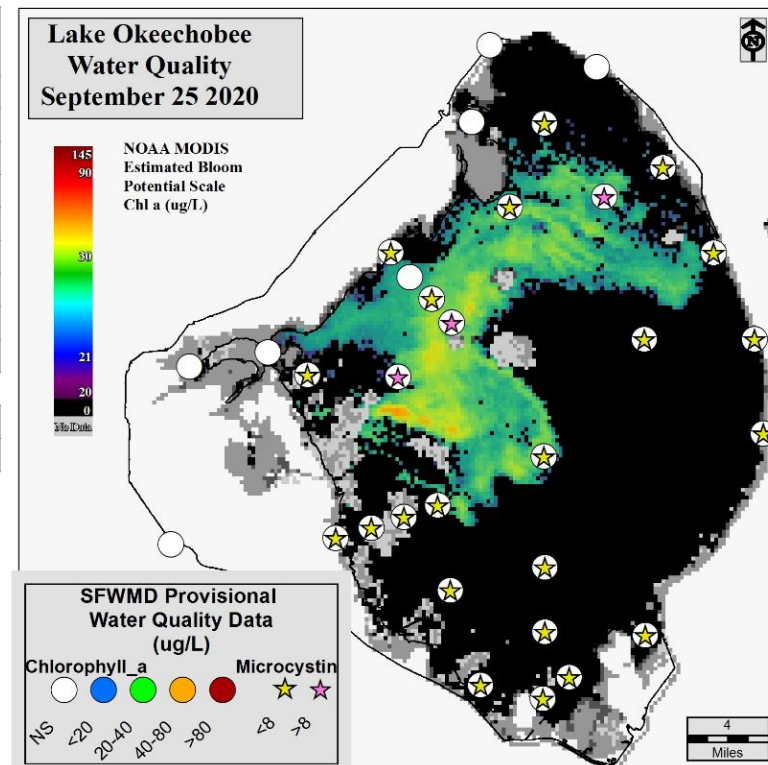 Lake Okeechobee
Water Quality
September 25 2020
N
NOAA MODIS
Estimated Bloom
Potential Scale
Chl a (ug/L)
145
90
30
21
20
0
No Data
SFWMD Provisional
Water Quality Data
(ug/L)
Chlorophyll_a Microcystin
NS <20 20-40 40-80 >80 <8 >8
4
Miles